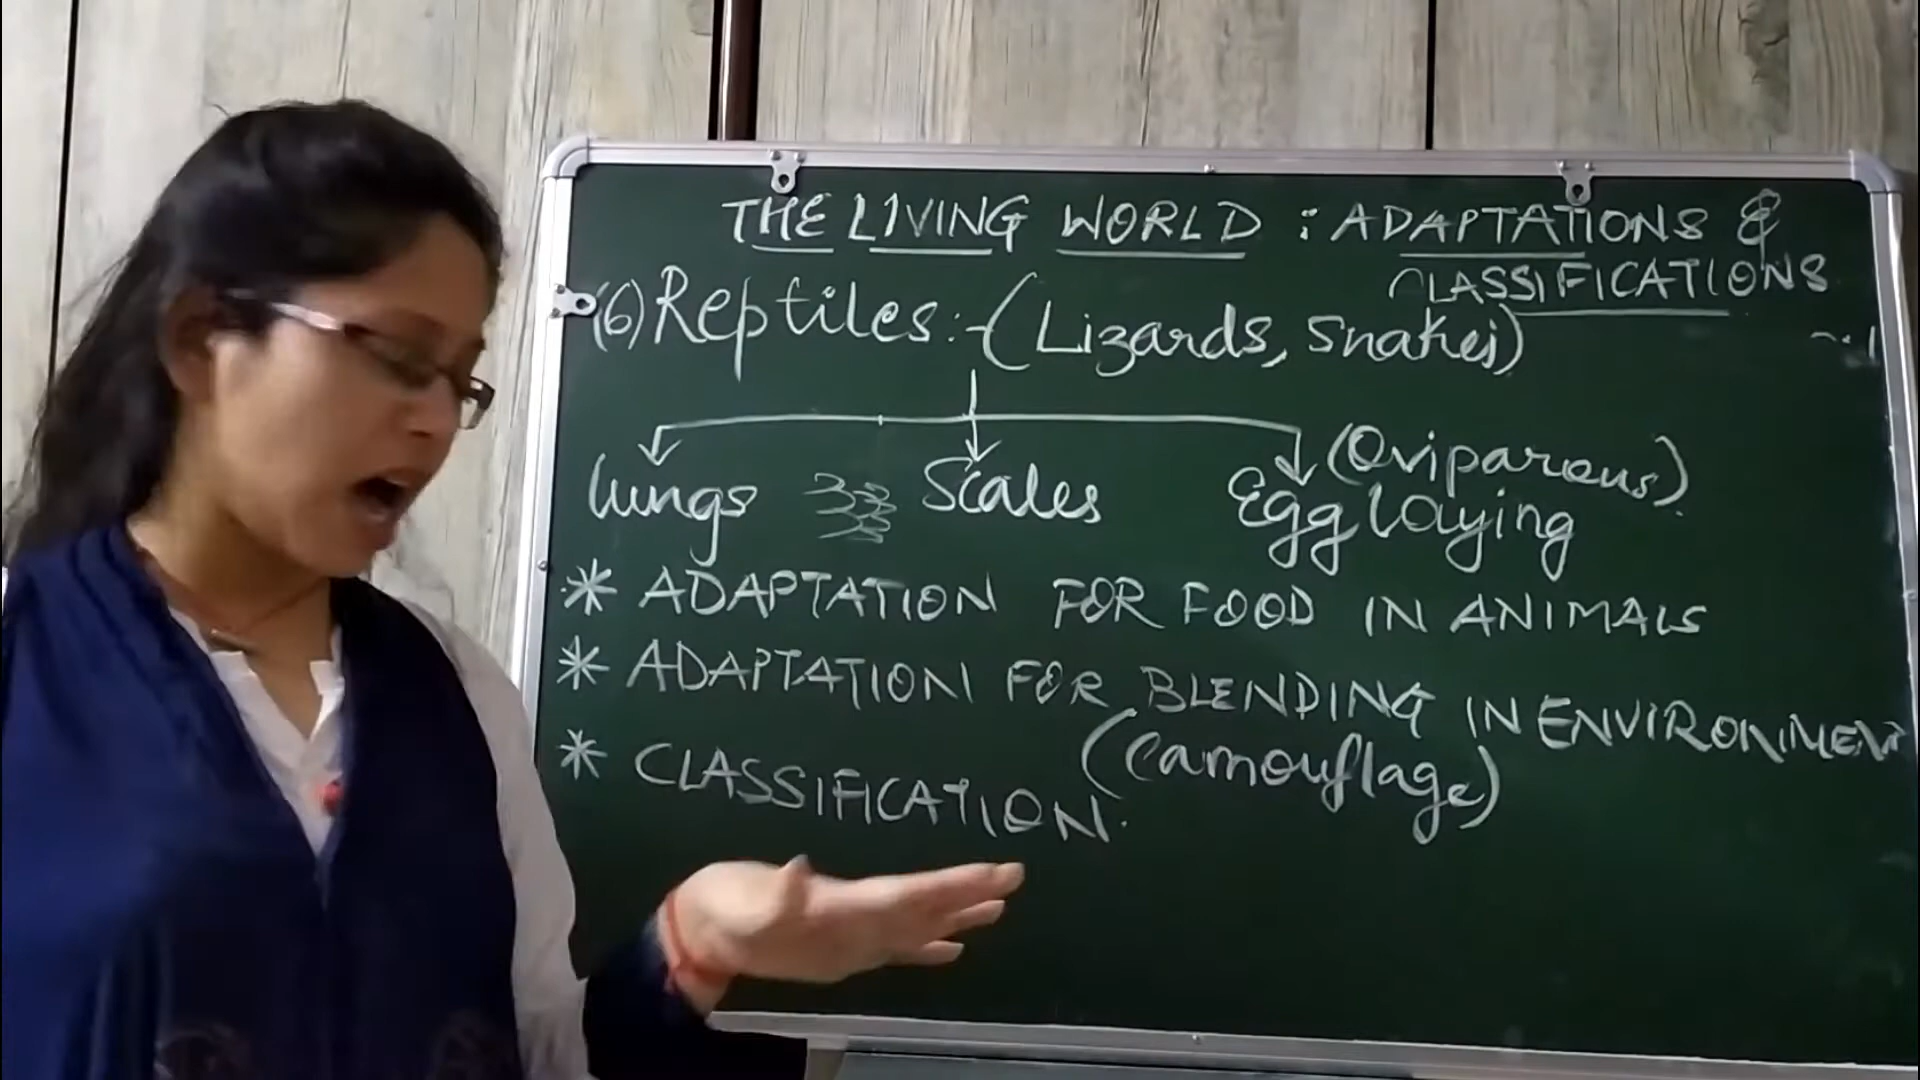 THE LIVING WORLD : ADAPTATIONS &
CLASSIFICATIONS
(6) Reptiles :- (Lizards, Snakes)
(Oviparous)
lungs Scales Egg laying
* ADAPTATION FOR FOOD IN ANIMALS
* ADAPTATION FOR BLENDING IN ENVIRONMENT
(Camouflage)
* CLASSIFICATION.